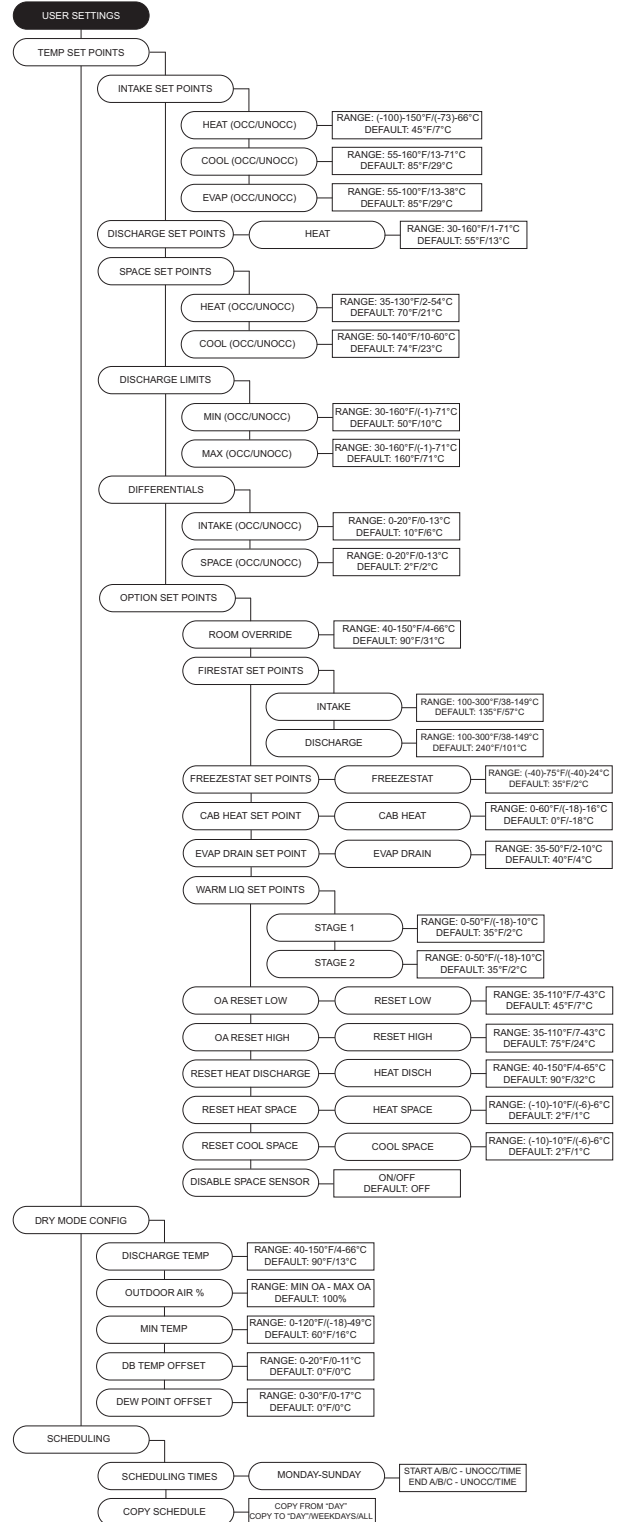 USER SETTINGS
TEMP SET POINTS
INTAKE SET POINTS
HEAT (OCC/UNOCC)
RANGE: (-100)-150°F/(-73)-66°C
DEFAULT: 45°F/7°C
COOL (OCC/UNOCC)
RANGE: 55-160°F/13-71°C
DEFAULT: 85°F/29°C
EVAP (OCC/UNOCC)
RANGE: 55-100°F/13-38°C
DEFAULT: 85°F/29°C
DISCHARGE SET POINTS
HEAT
RANGE: 30-160°F/1-71°C
DEFAULT: 55°F/13°C
SPACE SET POINTS
HEAT (OCC/UNOCC)
RANGE: 35-130°F/2-54°C
DEFAULT: 70°F/21°C
COOL (OCC/UNOCC)
RANGE: 50-140°F/10-60°C
DEFAULT: 74°F/23°C
DISCHARGE LIMITS
MIN (OCC/UNOCC)
RANGE: 30-160°F/(-1)-71°C
DEFAULT: 50°F/10°C
MAX (OCC/UNOCC)
RANGE: 30-160°F/(-1)-71°C
DEFAULT: 160°F/71°C
DIFFERENTIALS
INTAKE (OCC/UNOCC)
RANGE: 0-20°F/0-13°C
DEFAULT: 10°F/6°C
SPACE (OCC/UNOCC)
RANGE: 0-20°F/0-13°C
DEFAULT: 2°F/2°C
OPTION SET POINTS
ROOM OVERRIDE
RANGE: 40-150°F/4-66°C
DEFAULT: 90°F/31°C
FIRESTAT SET POINTS
INTAKE
RANGE: 100-300°F/38-149°C
DEFAULT: 135°F/57°C
DISCHARGE
RANGE: 100-300°F/38-149°C
DEFAULT: 240°F/101°C
FREEZESTAT SET POINTS
FREEZESTAT
RANGE: (-40)-75°F/(-40)-24°C
DEFAULT: 35°F/2°C
CAB HEAT SET POINT
CAB HEAT
RANGE: 0-60°F/(-18)-16°C
DEFAULT: 0°F/-18°C
EVAP DRAIN SET POINT
EVAP DRAIN
RANGE: 35-50°F/2-10°C
DEFAULT: 40°F/4°C
WARM LIQ SET POINTS
STAGE 1
RANGE: 0-50°F/(-18)-10°C
DEFAULT: 35°F/2°C
STAGE 2
RANGE: 0-50°F/(-18)-10°C
DEFAULT: 35°F/2°C
OA RESET LOW
RESET LOW
RANGE: 35-110°F/7-43°C
DEFAULT: 45°F/7°C
OA RESET HIGH
RESET HIGH
RANGE: 35-110°F/7-43°C
DEFAULT: 75°F/24°C
RESET HEAT DISCHARGE
HEAT DISCH
RANGE: 40-150°F/4-65°C
DEFAULT: 90°F/32°C
RESET HEAT SPACE
HEAT SPACE
RANGE: (-10)-10°F/(-6)-6°C
DEFAULT: 2°F/1°C
RESET COOL SPACE
COOL SPACE
RANGE: (-10)-10°F/(-6)-6°C
DEFAULT: 2°F/1°C
DISABLE SPACE SENSOR
ON/OFF
DEFAULT: OFF
DRY MODE CONFIG
DISCHARGE TEMP
RANGE: 40-150°F/4-66°C
DEFAULT: 90°F/13°C
OUTDOOR AIR %
RANGE: MIN OA - MAX OA
DEFAULT: 100%
MIN TEMP
RANGE: 0-120°F/(-18)-49°C
DEFAULT: 60°F/16°C
DB TEMP OFFSET
RANGE: 0-20°F/0-11°C
DEFAULT: 0°F/0°C
DEW POINT OFFSET
RANGE: 0-30°F/0-17°C
DEFAULT: 0°F/0°C
SCHEDULING
SCHEDULING TIMES
MONDAY-SUNDAY
START A/B/C - UNOCC/TIME
END A/B/C - UNOCC/TIME
COPY SCHEDULE
COPY FROM "DAY"
COPY TO "DAY"/WEEKDAYS/ALL